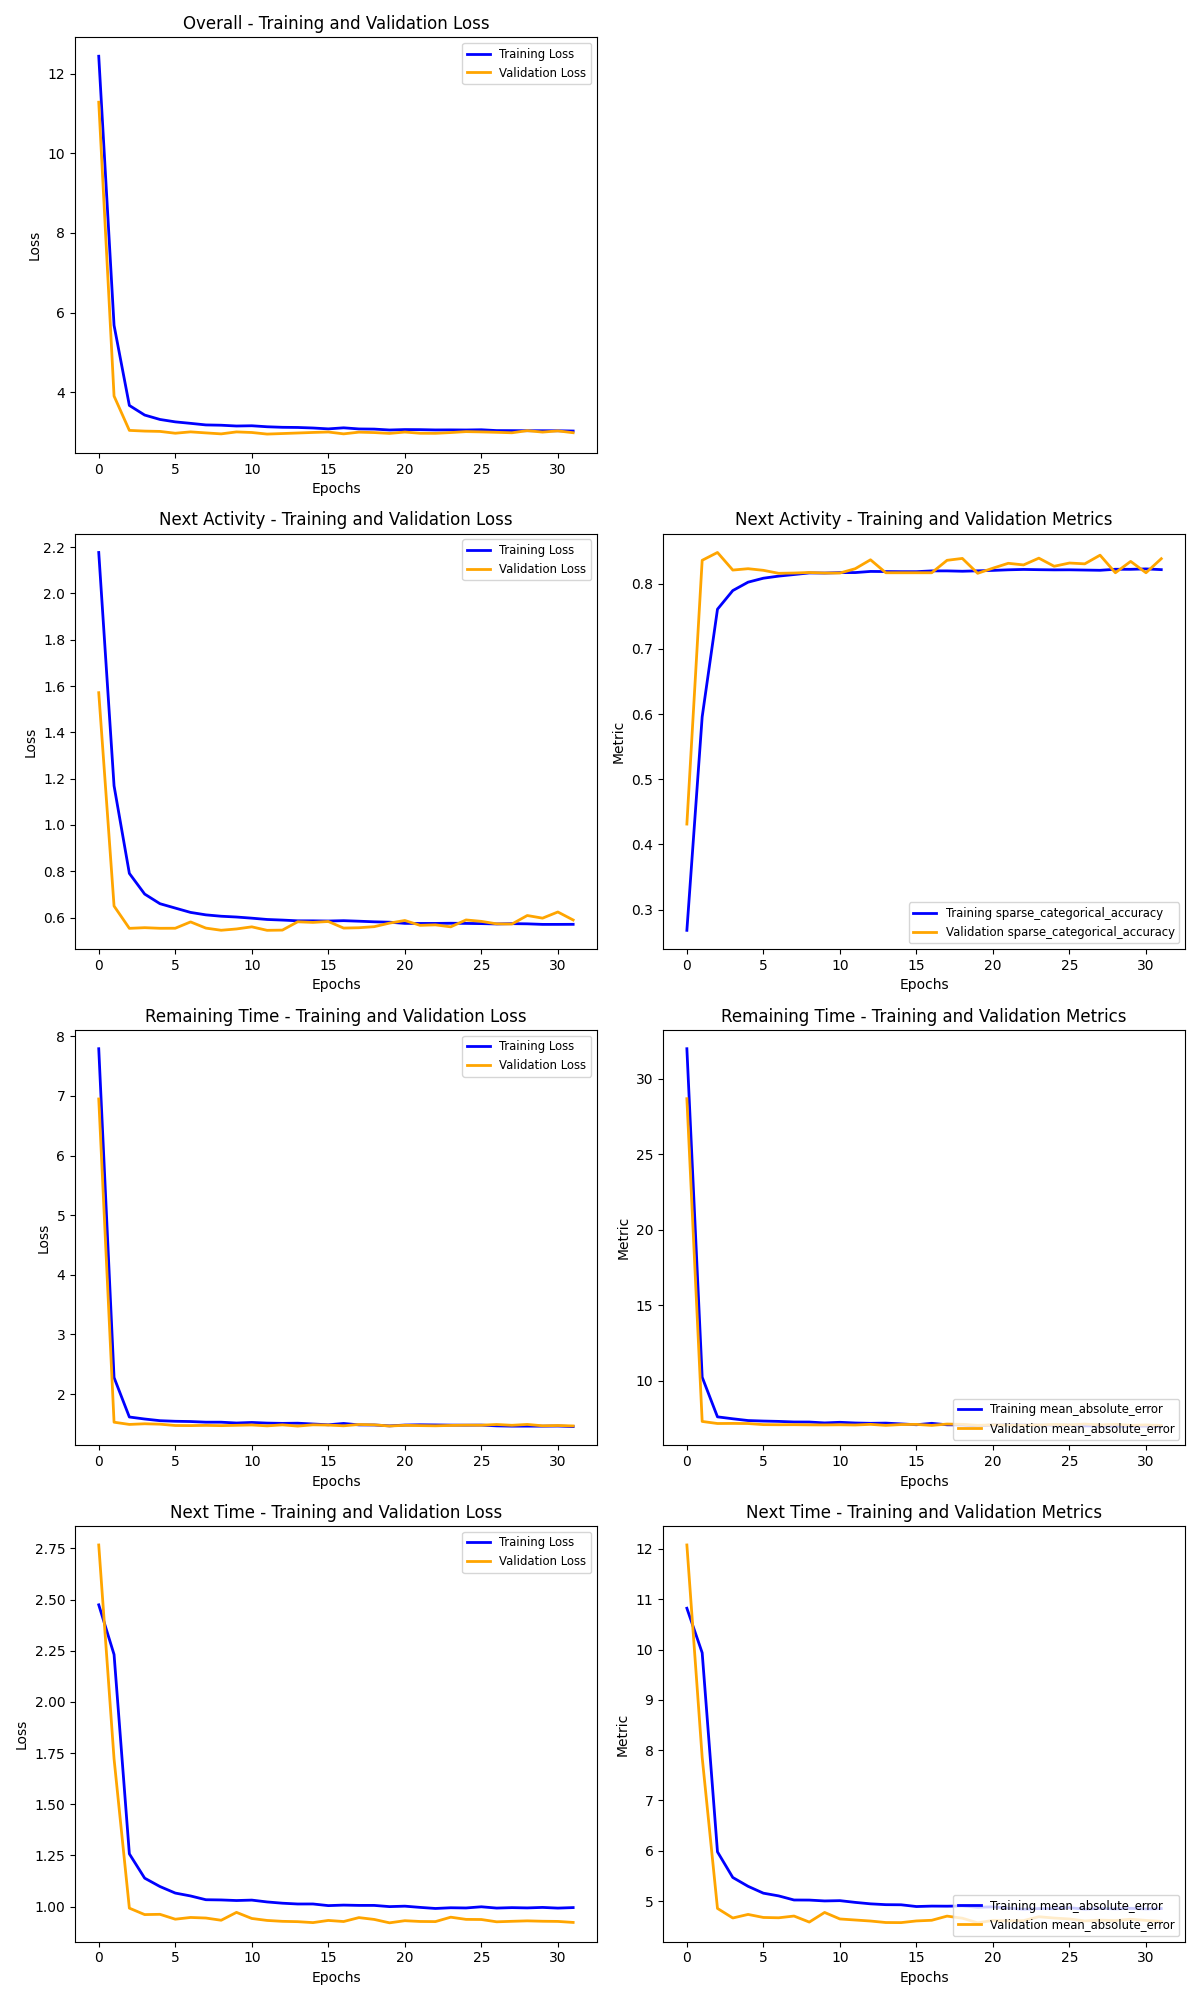 Overall - Training and Validation Loss
Training Loss
Validation Loss
12
10
8
6
4
Loss
0 5 10 15 20 25 30
Epochs
Next Activity - Training and Validation Loss
Training Loss
Validation Loss
2.2
2.0
1.8
1.6
1.4
1.2
1.0
0.8
0.6
Loss
0 5 10 15 20 25 30
Epochs
Next Activity - Training and Validation Metrics
0.8
0.7
0.6
0.5
0.4
0.3
Metric
Training sparse_categorical_accuracy
Validation sparse_categorical_accuracy
0 5 10 15 20 25 30
Epochs
Remaining Time - Training and Validation Loss
Training Loss
Validation Loss
8
7
6
5
4
3
2
Loss
0 5 10 15 20 25 30
Epochs
Remaining Time - Training and Validation Metrics
30
25
20
15
10
Metric
Training mean_absolute_error
Validation mean_absolute_error
0 5 10 15 20 25 30
Epochs
Next Time - Training and Validation Loss
Training Loss
Validation Loss
2.75
2.50
2.25
2.00
1.75
1.50
1.25
1.00
Loss
0 5 10 15 20 25 30
Epochs
Next Time - Training and Validation Metrics
12
11
10
9
8
7
6
5
Metric
Training mean_absolute_error
Validation mean_absolute_error
0 5 10 15 20 25 30
Epochs